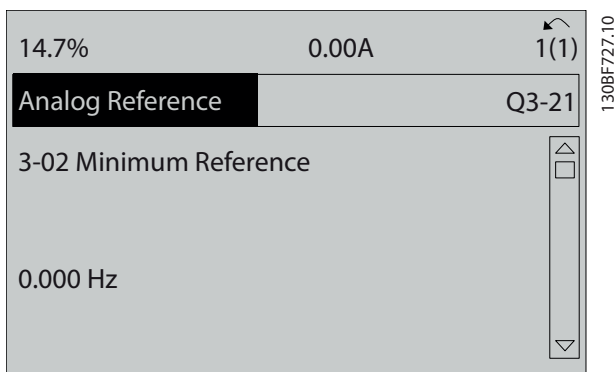 14.7% 0.00A 1(1)
Analog Reference Q3-21
3-02 Minimum Reference
0.000 Hz
130BF727.10